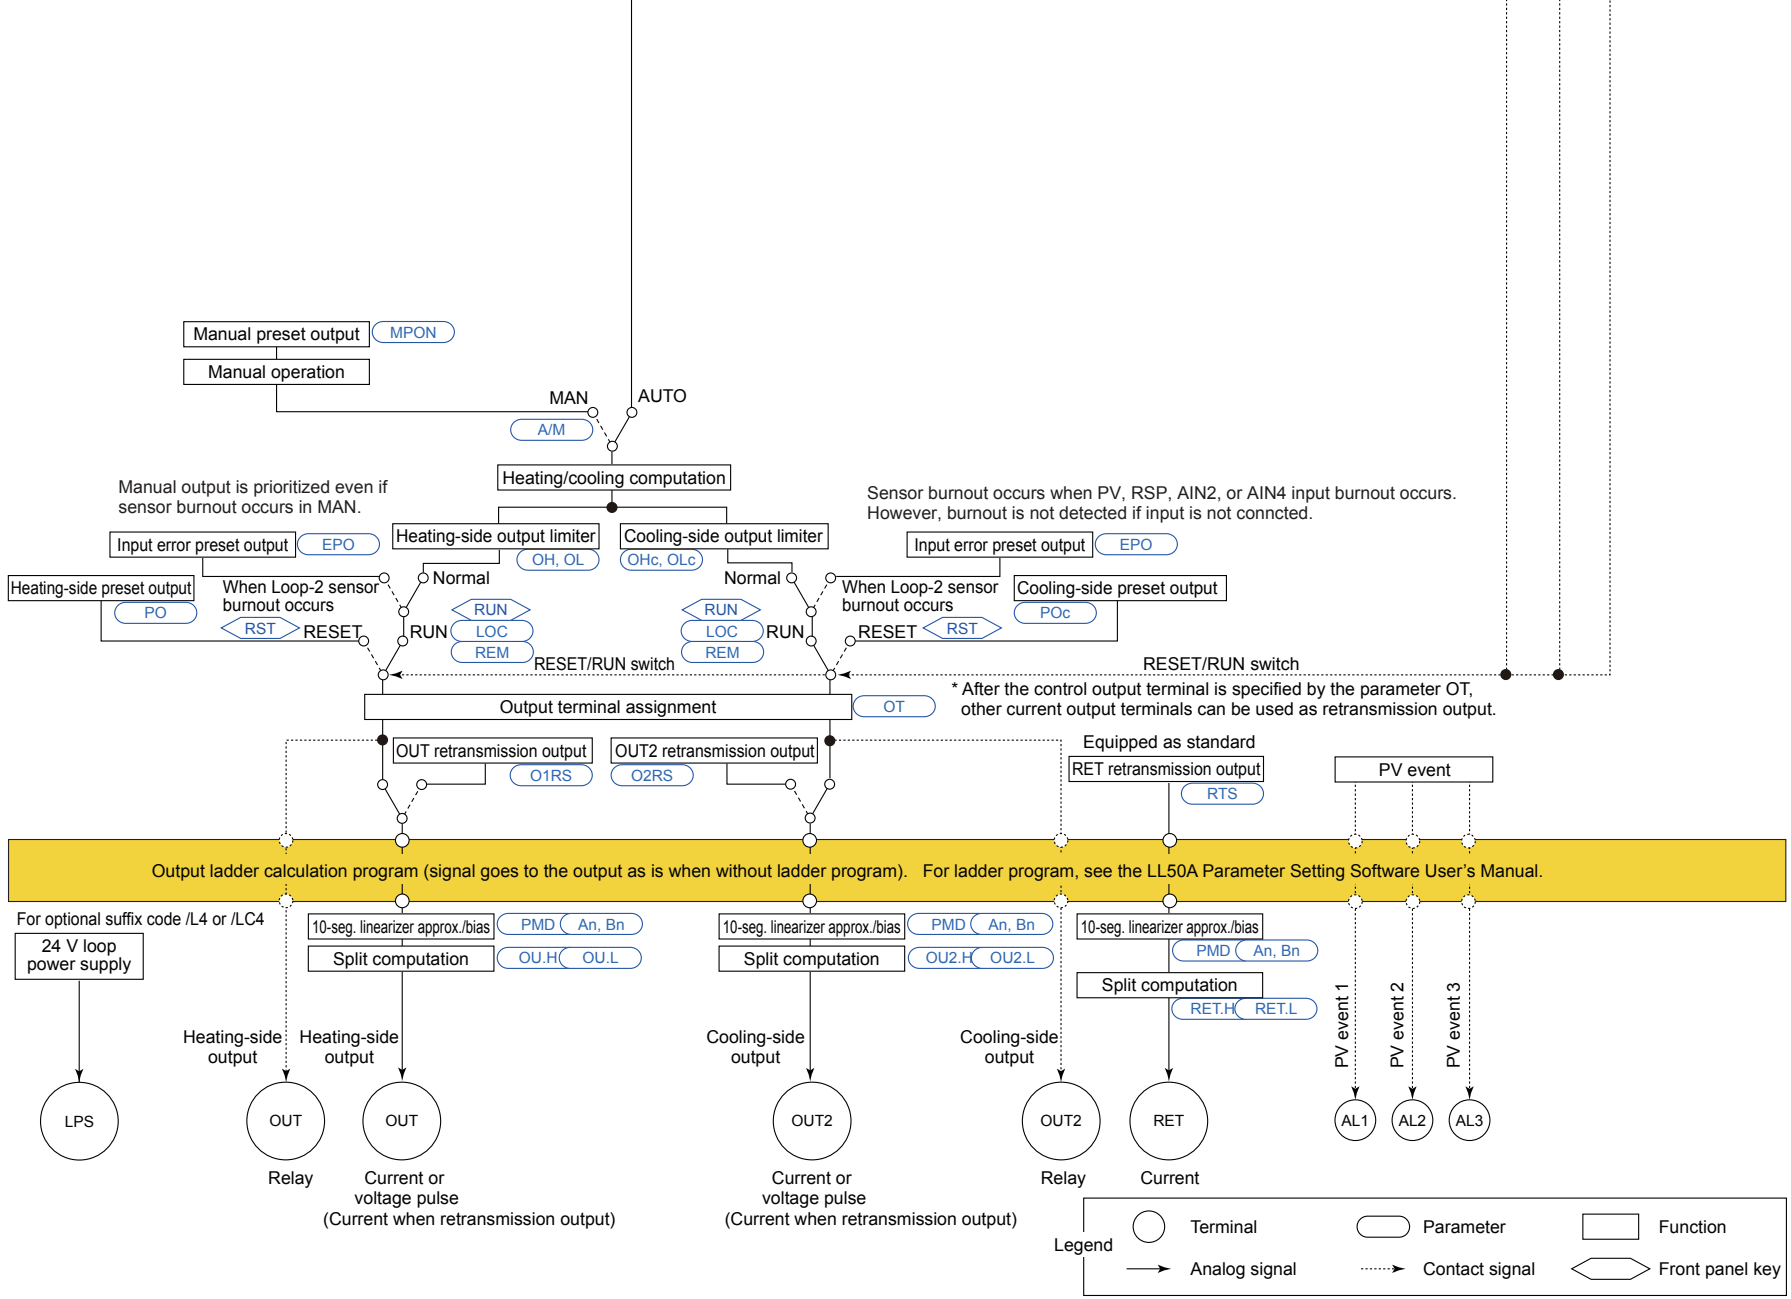 Manual preset output
MPON
Manual operation
MAN
AUTO
A/M
Heating/cooling computation
Manual output is prioritized even if
sensor burnout occurs in MAN.
Sensor burnout occurs when PV, RSP, AIN2, or AIN4 input burnout occurs.
However, burnout is not detected if input is not conncted.
Heating-side output limiter
Cooling-side output limiter
Input error preset output
EPO
OH, OL
OHc, OLc
Input error preset output
EPO
Heating-side preset output
When Loop-2 sensor
burnout occurs
Normal
Normal
When Loop-2 sensor
burnout occurs
Cooling-side preset output
PO
RUN
RUN
POc
RST
RESET
RUN
LOC
LOC
RUN
RESET
RST
REM
REM
RESET/RUN switch
RESET/RUN switch
Output terminal assignment
OT
* After the control output terminal is specified by the parameter OT,
other current output terminals can be used as retransmission output.
OUT retransmission output
OUT2 retransmission output
Equipped as standard
RET retransmission output
PV event
O1RS
O2RS
RTS
Output ladder calculation program (signal goes to the output as is when without ladder program). For ladder program, see the LL50A Parameter Setting Software User's Manual.
For optional suffix code /L4 or /LC4
24 V loop
power supply
10-seg. linearizer approx./bias
PMD
An, Bn
10-seg. linearizer approx./bias
PMD
An, Bn
10-seg. linearizer approx./bias
PMD
An, Bn
Split computation
OU.H
OU.L
Split computation
OU2.H
OU2.L
Split computation
RET.H
RET.L
PV event 1
PV event 2
PV event 3
Heating-side
output
Heating-side
output
Cooling-side
output
Cooling-side
output
LPS
OUT
OUT
OUT2
OUT2
RET
AL1
AL2
AL3
Relay
Current or
voltage pulse
(Current when retransmission output)
Current or
voltage pulse
(Current when retransmission output)
Relay
Current
Legend
Terminal
Parameter
Function
Analog signal
Contact signal
Front panel key